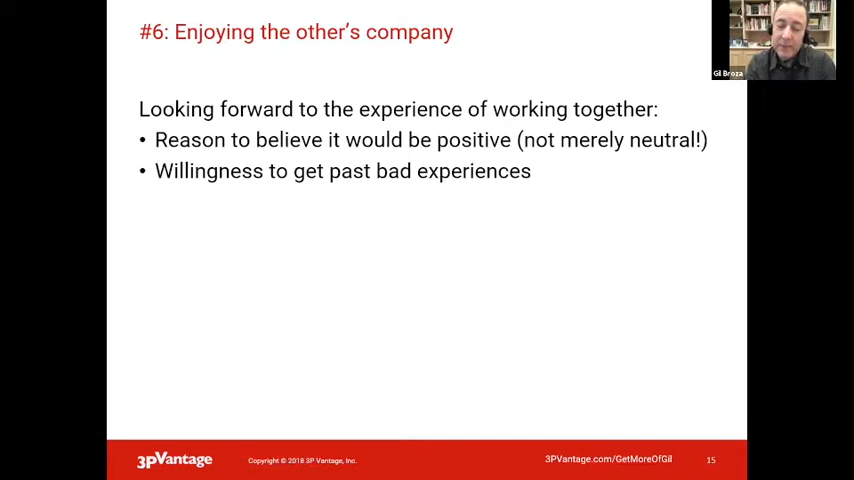 #6: Enjoying the other's company
Gil Broza
Looking forward to the experience of working together:
• Reason to believe it would be positive (not merely neutral!)
• Willingness to get past bad experiences
3PVantage
Copyright © 2018 3P Vantage, Inc.
3PVantage.com/GetMoreOfGil
15